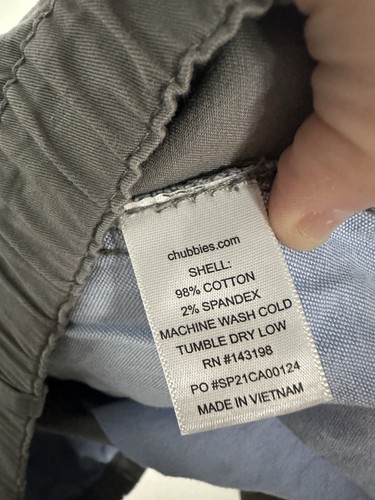 chubbies.com
SHELL:
98% COTTON
2% SPANDEX
MACHINE WASH COLD
TUMBLE DRY LOW
RN #143198
PO #SP21CA00124
MADE IN VIETNAM